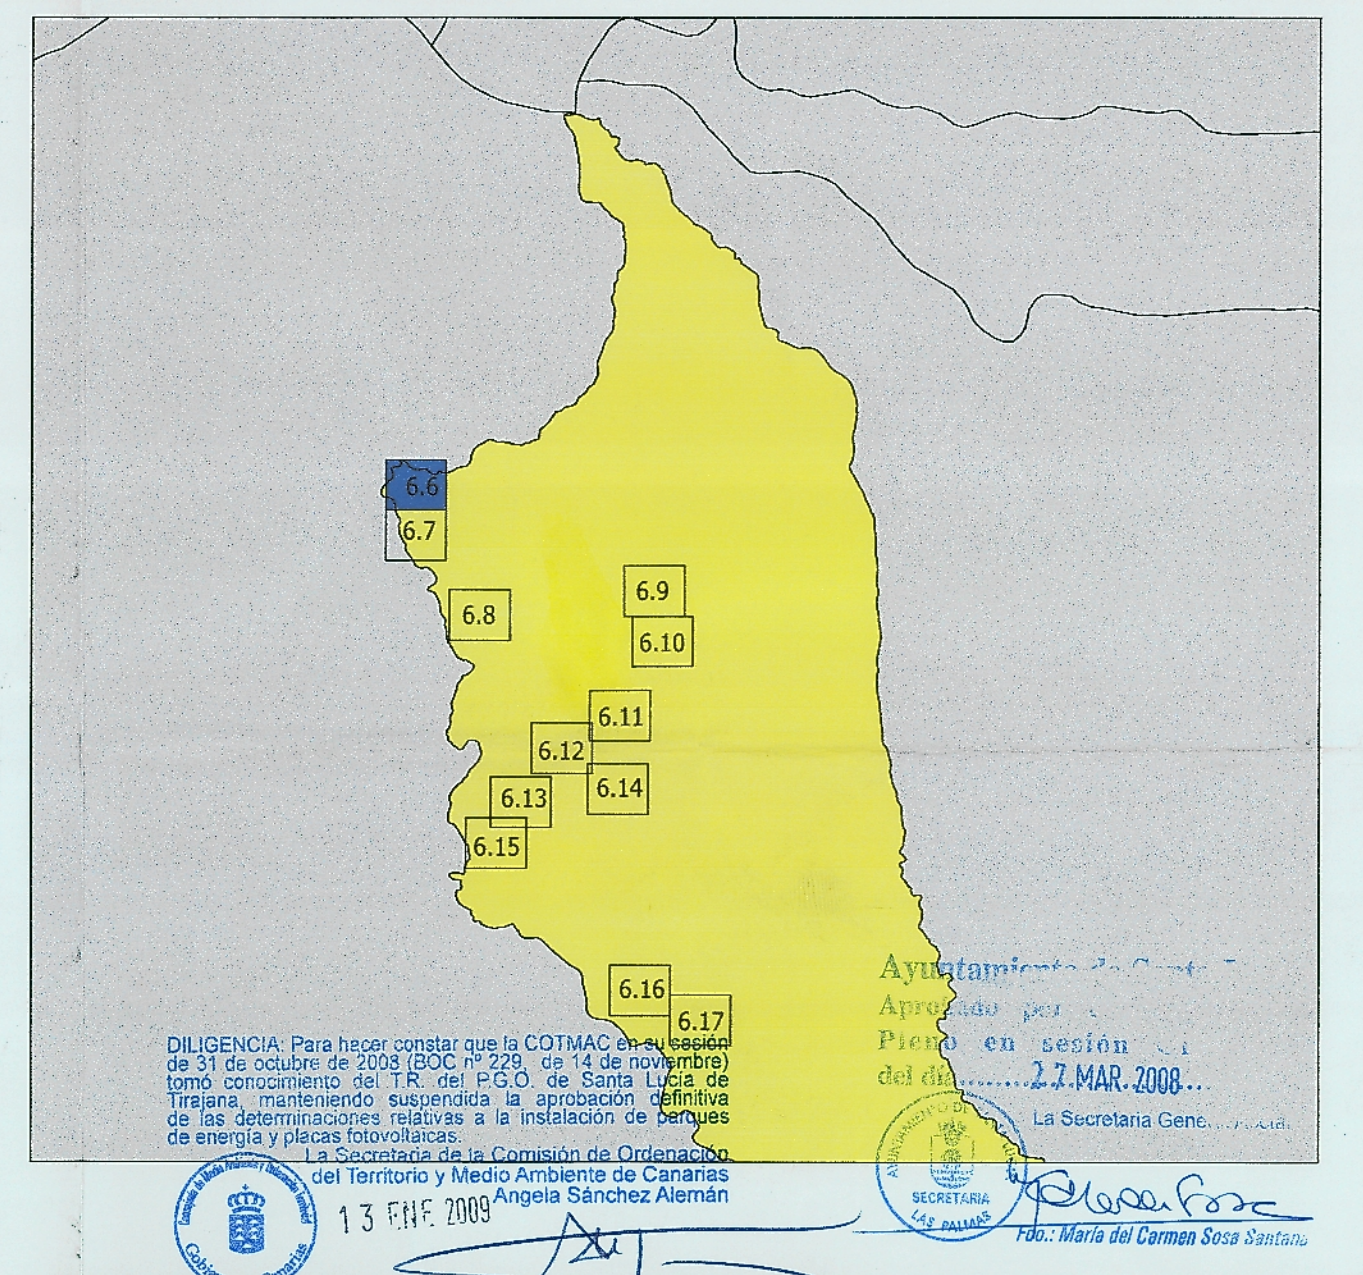 6.6
6.7
6.8
6.9
6.10
6.11
6.12
6.13
6.14
6.15
6.16
6.17
Ayuntamiento de
Aprobado por
Pleno en sesión
del día..........27.MAR.2008...
La Secretaria
DILIGENCIA: Para hacer constar que la COTMAC en su sesión
de 31 de octubre de 2008 (BOC nº 229, de 14 de noviembre)
tomó conocimiento del T.R. del P.G.O. de Santa Lucía de
Tirajana, manteniendo suspendida la aprobación definitiva
de las determinaciones relativas a la instalación de parques
de energía y placas fotovoltaicas.
La Secretaria de la Comisión de Ordenación
del Territorio y Medio Ambiente de Canarias
Angela Sánchez Alemán
13 ENE 2009
AYUNTAMIENTO DE
SECRETARIA
LAS PALMAS
Fdo.: María del Carmen Sosa Santana